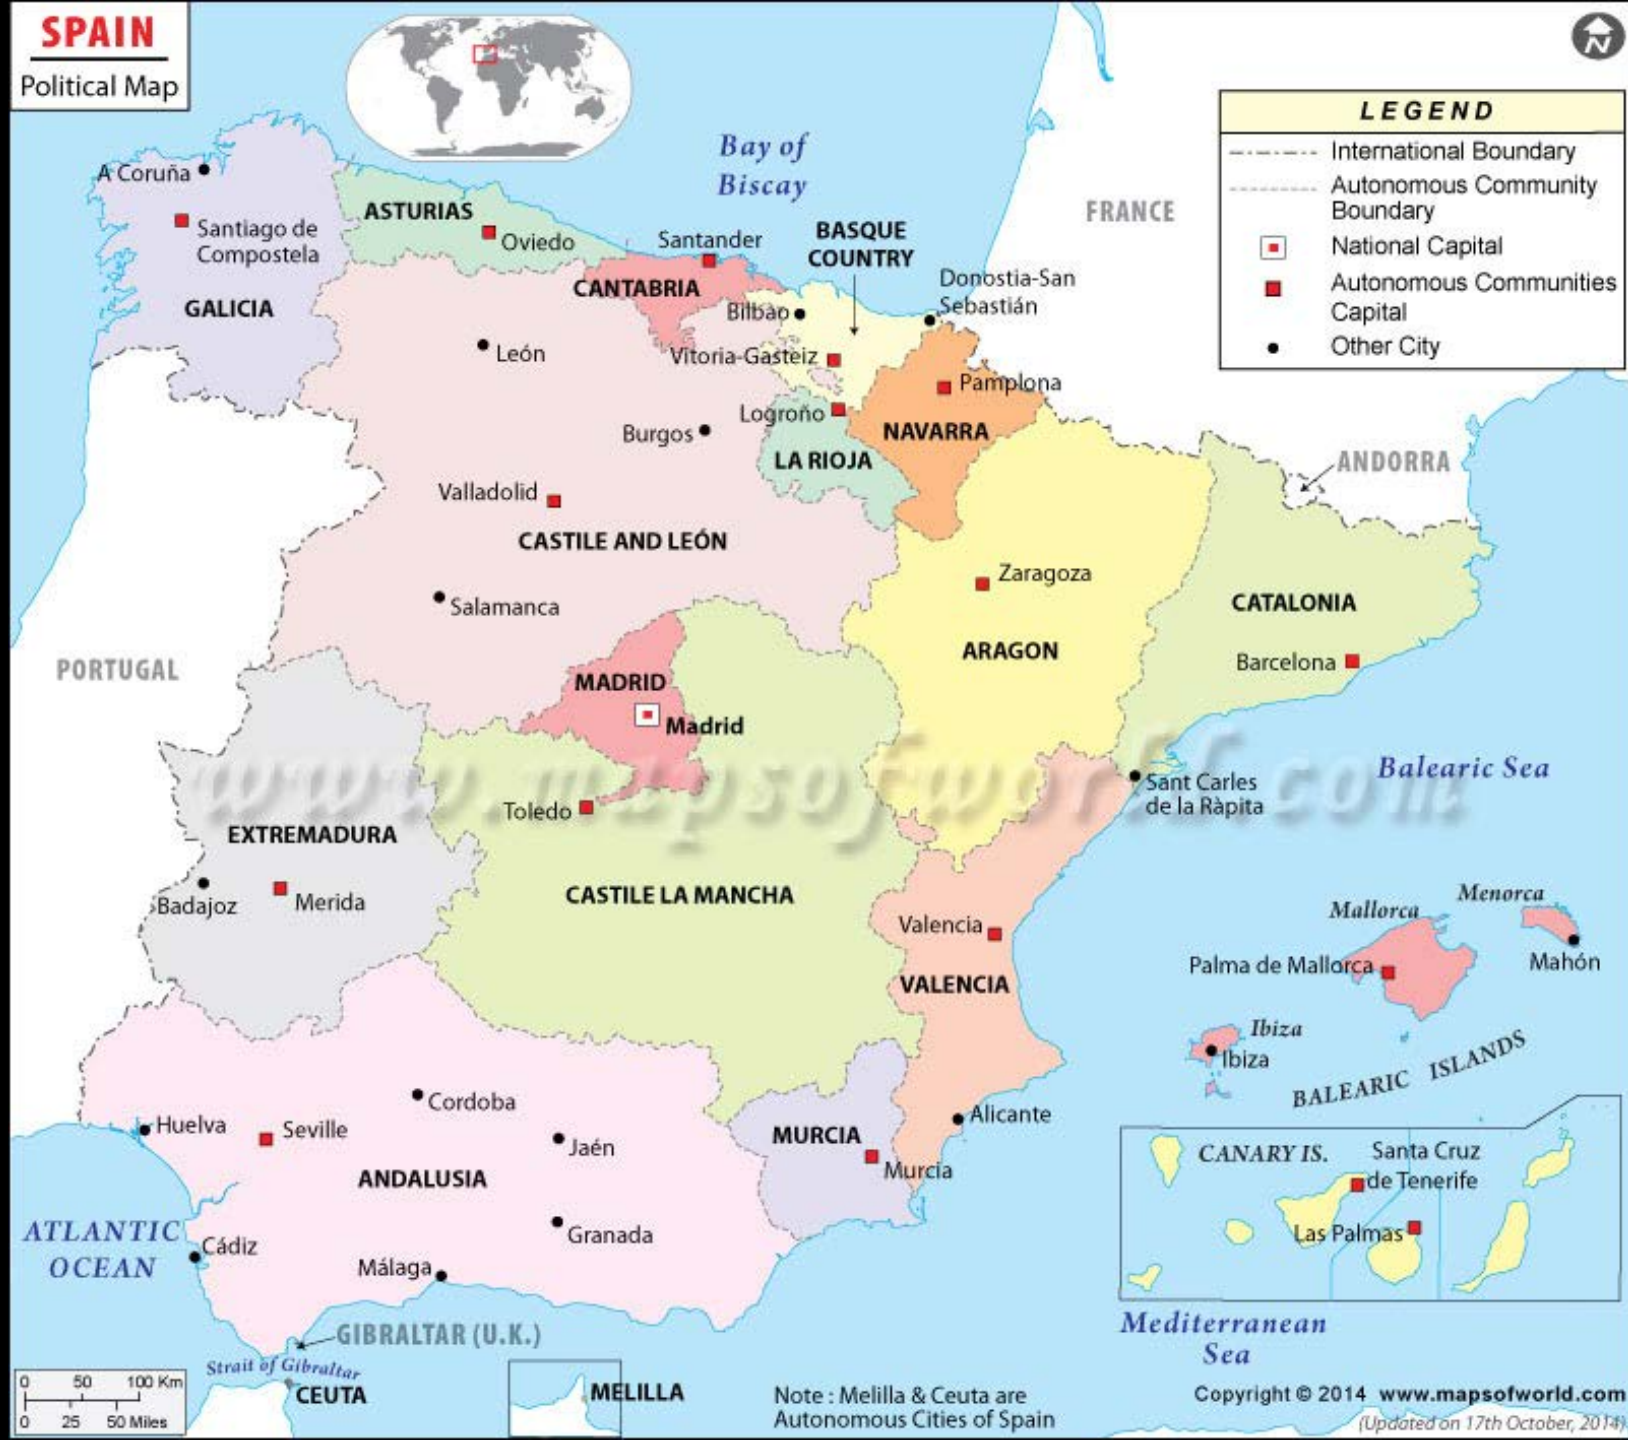 SPAIN
Political Map
N
LEGEND
International Boundary
Autonomous Community
Boundary
National Capital
Autonomous Communities
Capital
Other City
Bay of
Biscay
FRANCE
A Coruña
Santiago de
Compostela
GALICIA
ASTURIAS
Oviedo
Santander
CANTABRIA
BASQUE
COUNTRY
Donostia-San
Sebastián
Bilbao
Vitoria-Gasteiz
León
Pamplona
Logroño
NAVARRA
Burgos
LA RIOJA
ANDORRA
Valladolid
CASTILE AND LEÓN
Zaragoza
Salamanca
CATALONIA
ARAGON
Barcelona
PORTUGAL
MADRID
Madrid
www.mapsofworld.com
Balearic Sea
Sant Carles
de la Ràpita
Toledo
EXTREMADURA
CASTILE LA MANCHA
Badajoz
Merida
Valencia
VALENCIA
Menorca
Mallorca
Palma de Mallorca
Mahón
Ibiza
Ibiza
BALEARIC ISLANDS
Cordoba
Huelva
Seville
Jaén
Alicante
MURCIA
Murcia
ANDALUSIA
CANARY IS.
Santa Cruz
de Tenerife
Las Palmas
ATLANTIC
OCEAN
Cádiz
Granada
Málaga
GIBRALTAR (U.K.)
Mediterranean
Sea
Strait of Gibraltar
CEUTA
MELILLA
0 50 100 Km
0 25 50 Miles
Note : Melilla & Ceuta are
Autonomous Cities of Spain
Copyright © 2014 www.mapsofworld.com
(Updated on 17th October, 2014)